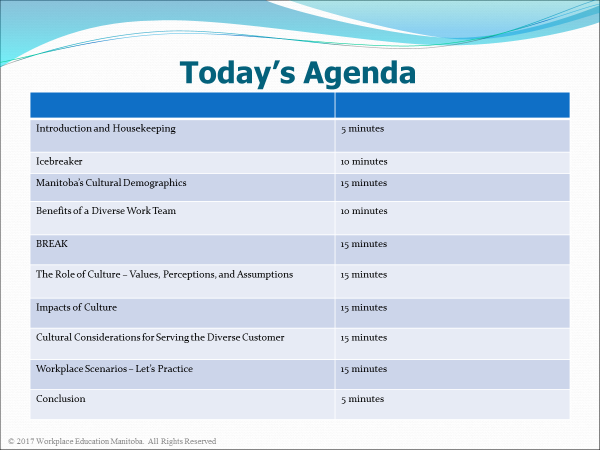 Today's Agenda
Introduction and Housekeeping 5 minutes
Icebreaker 10 minutes
Manitoba's Cultural Demographics 15 minutes
Benefits of a Diverse Work Team 10 minutes
BREAK 15 minutes
The Role of Culture – Values, Perceptions, and Assumptions 15 minutes
Impacts of Culture 15 minutes
Cultural Considerations for Serving the Diverse Customer 15 minutes
Workplace Scenarios – Let's Practice 15 minutes
Conclusion 5 minutes
© 2017 Workplace Education Manitoba. All Rights Reserved